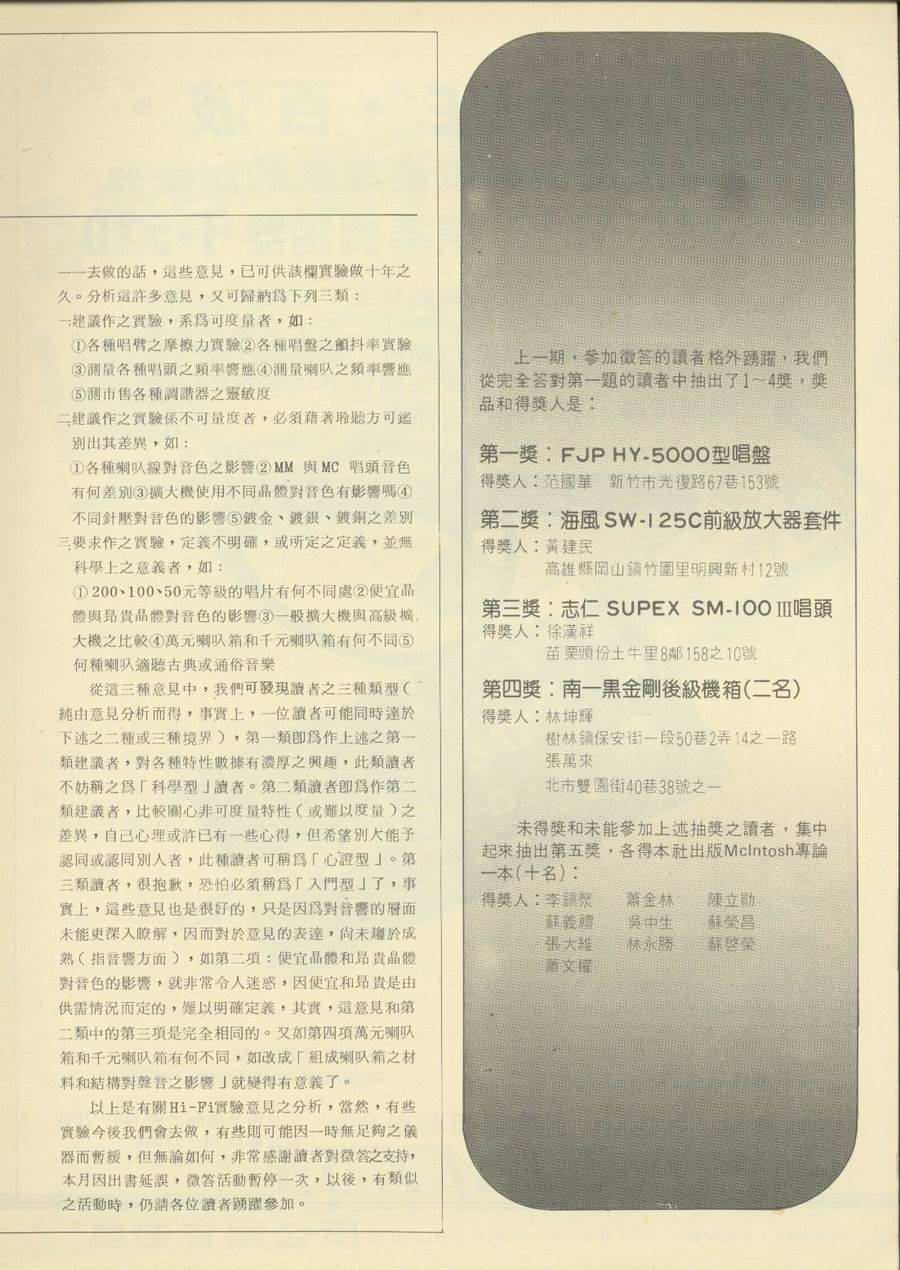 一一去做的話，這些意見，已可供該欄實驗做十年之
久。分析這許多意見，又可歸納爲下列三類：
一建議作之實驗，系爲可度量者，如：
①各種唱臂之摩擦力實驗②各種唱盤之顫抖率實驗
③測量各種唱頭之頻率響應④測量喇叭之頻率響應
⑤測市售各種調諧器之靈敏度
二建議作之實驗係不可量度者，必須藉著聆聽方可鑑
別出其差異，如：
①各種喇叭線對音色之影響②MM 與MC 唱頭音色
有何差別③擴大機使用不同晶體對音色有影響嗎④
不同針壓對音色的影響⑤鍍金、鍍銀、鍍銅之差別
三要求作之實驗，定義不明確，或所定之定義，並無
科學上之意義者，如：
①200、100、50元等級的唱片有何不同處②便宜晶
體與昂貴晶體對音色的影響③一般擴大機與高級擴
大機之比較④萬元喇叭箱和千元喇叭箱有何不同⑤
何種喇叭適聽古典或通俗音樂
從這三種意見中，我們可發現讀者之三種類型（
純由意見分析而得，事實上，一位讀者可能同時達於
下述之二種或三種境界），第一類卽爲作上述之第一
類建議者，對各種特性數據有濃厚之興趣，此類讀者
不妨稱之爲「科學型」讀者。第二類讀者卽爲作第二
類建議者，比較關心非可度量特性（或難以度量）之
差異，自己心理或許已有一些心得，但希望別人能予
認同或認同別人者，此種讀者可稱爲「心證型」。第
三類讀者，很抱歉，恐怕必須稱爲「入門型」了，事
實上，這些意見也是很好的，只是因爲對音響的層面
未能更深入瞭解，因而對於意見的表達，尙未趨於成
熟（指音響方面），如第二項：便宜晶體和昂貴晶體
對音色的影響，就非常令人迷惑，因便宜和昂貴是由
供需情況而定的，難以明確定義，其實，這意見和第
二類中的第三項是完全相同的。又如第四項萬元喇叭
箱和千元喇叭箱有何不同，如改成「組成喇叭箱之材
料和結構對聲音之影響」就變得有意義了。
以上是有關Hi-Fi實驗意見之分析，當然，有些
實驗今後我們會去做，有些則可能因一時無足夠之儀
器而暫緩，但無論如何，非常感謝讀者對徵答之支持，
本月因出書延誤，徵答活動暫停一次，以後，有類似
之活動時，仍請各位讀者踴躍參加。
上一期，參加徵答的讀者格外踴躍，我們
從完全答對第一題的讀者中抽出了1～4獎，獎
品和得獎人是：
第一獎：FJP HY-5000型唱盤
得獎人：范國華 新竹市光復路67巷153號
第二獎：海風SW-125C前級放大器套件
得獎人：黃建民
高雄縣岡山鎭竹圍里明興新村12號
第三獎：志仁 SUPEX SM-100Ⅲ唱頭
得獎人：徐漢祥
苗栗頭份土牛里8鄰158之10號
第四獎：南一黑金剛後級機箱(二名)
得獎人：林坤輝
樹林鎭保安街一段50巷2弄14之一路
張萬來
北市雙園街40巷38號之一
未得獎和未能參加上述抽獎之讀者，集中
起來抽出第五獎，各得本社出版McIntosh專論
一本(十名)：
得獎人：李鎭 蕭金林 陳立勛
蘇義禮 吳中生 蘇榮昌
張大維 林永勝 蘇啓榮
蕭文權